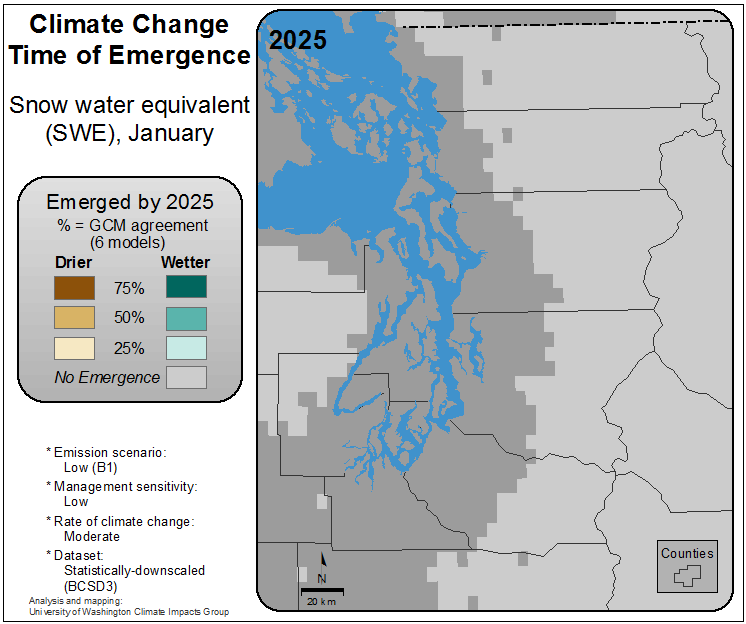 Climate Change
Time of Emergence
Snow water equivalent
(SWE), January
Emerged by 2025
% = GCM agreement
(6 models)
Drier Wetter
75%
50%
25%
No Emergence
* Emission scenario:
Low (B1)
* Management sensitivity:
Low
* Rate of climate change:
Moderate
* Dataset:
Statistically-downscaled
(BCSD3)
Analysis and mapping:
University of Washington Climate Impacts Group
2025
N
20 km
Counties